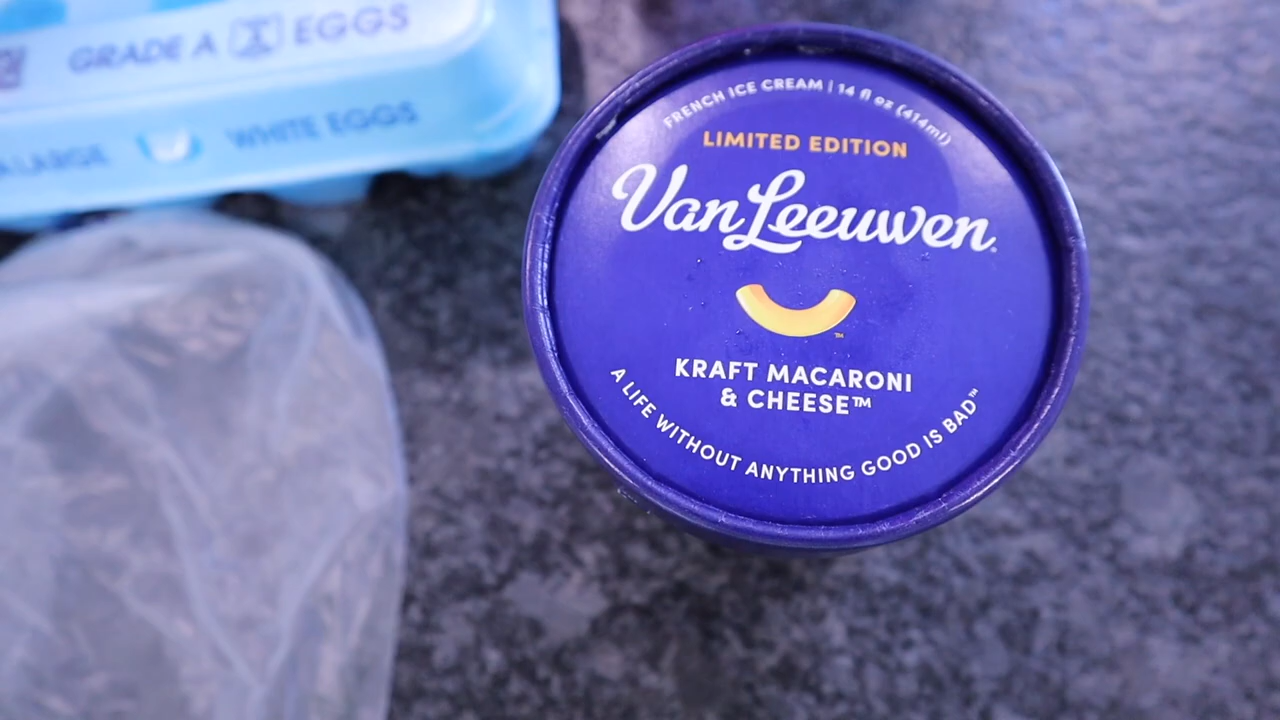 GRADE A EGGS
LARGE WHITE EGGS
FRENCH ICE CREAM | 14 fl oz (414ml)
LIMITED EDITION
Van Leeuwen
KRAFT MACARONI
& CHEESE™
A LIFE WITHOUT ANYTHING GOOD IS BAD™